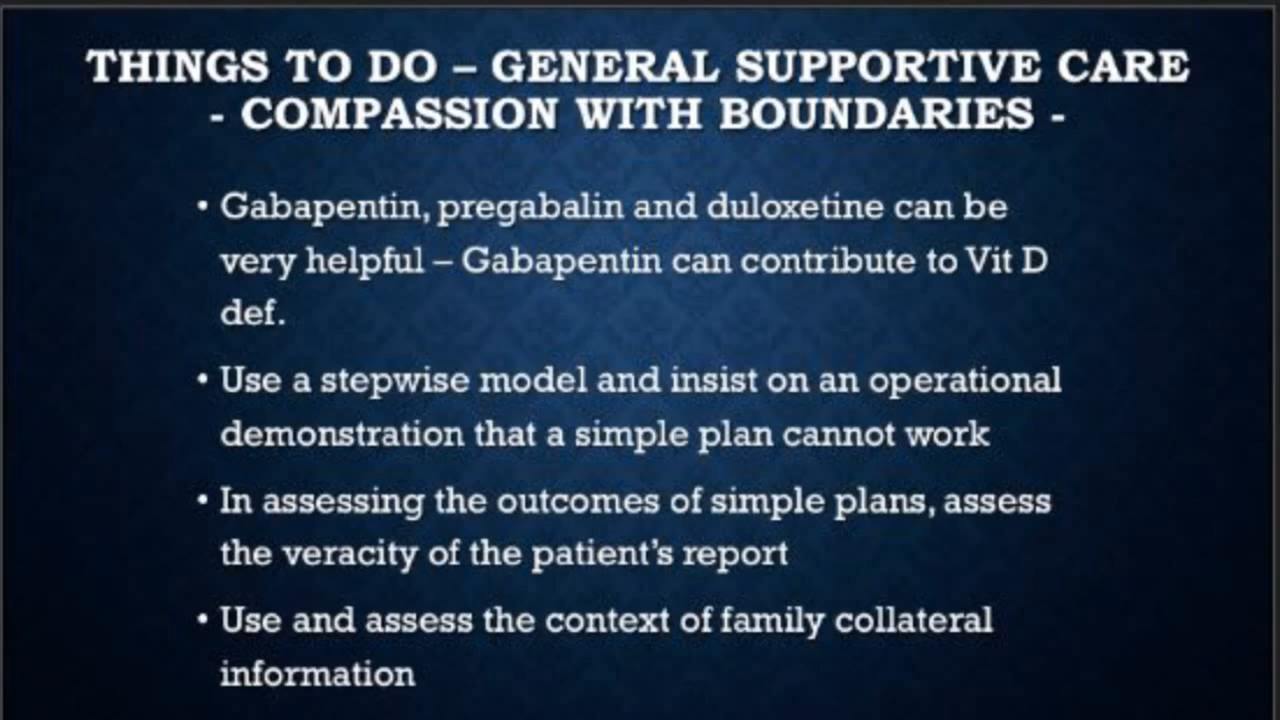 THINGS TO DO – GENERAL SUPPORTIVE CARE
- COMPASSION WITH BOUNDARIES -
• Gabapentin, pregabalin and duloxetine can be
very helpful – Gabapentin can contribute to Vit D
def.
• Use a stepwise model and insist on an operational
demonstration that a simple plan cannot work
• In assessing the outcomes of simple plans, assess
the veracity of the patient's report
• Use and assess the context of family collateral
information